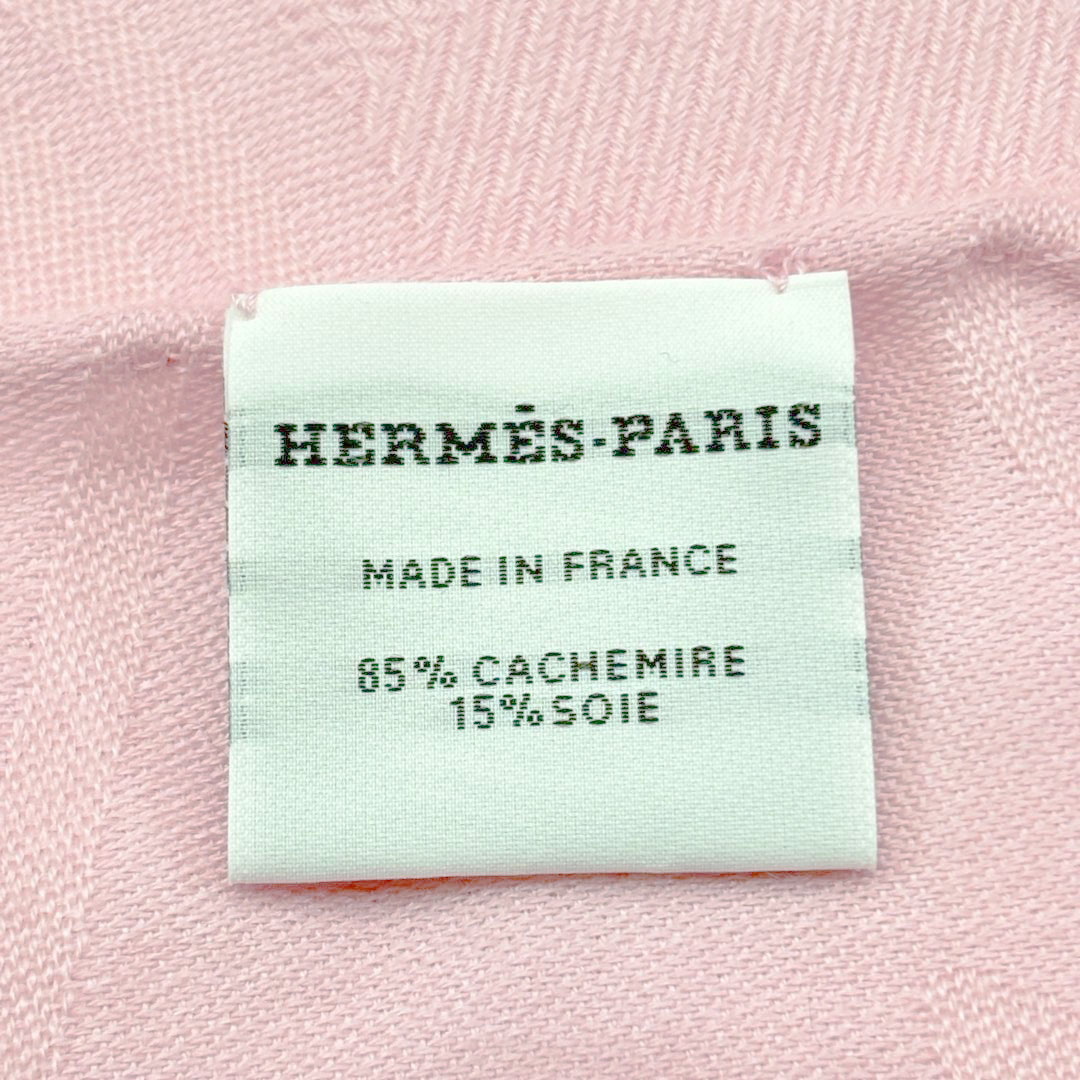 HERMÈS-PARIS
MADE IN FRANCE
85% CACHEMIRE
15% SOIE